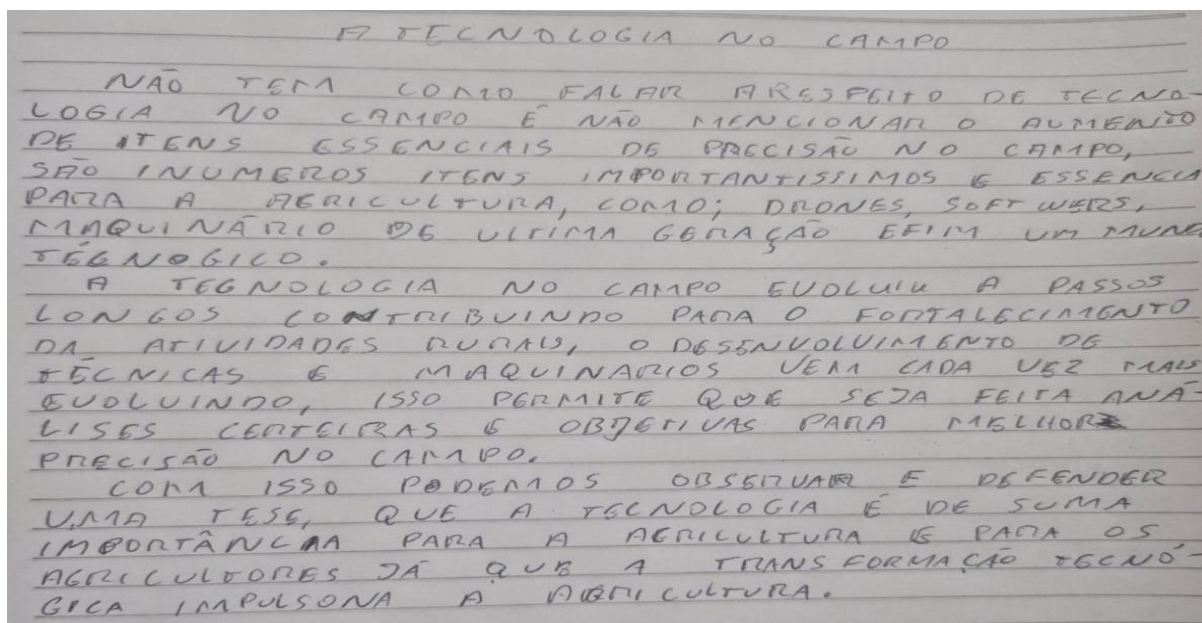 A TECNOLOGIA NO CAMPO
NÃO TEM COMO FALAR ARESPEITO DE TECNO-
LOGIA NO CAMPO É NÃO MENCIONAR O AUMENTO
DE ITENS ESSENCIAIS DE PRECISÃO NO CAMPO,
SÃO INUMEROS ITENS IMPORTANTISSIMOS E ESSENCIA
PARA A AGRICULTURA, COMO; DRONES, SOFT WERS,
MAQUINÁRIO DE ULTIMA GERAÇÃO EFIM UM MUND
TÉGNOGICO.
A TEGNOLOGIA NO CAMPO EVOLUIU A PASSOS
LONGOS CONTRIBUINDO PARA O FORTALECIMENTO
DA ATIVIDADES RURAIS, O DESENVOLVIMENTO DE
TÉCNICAS E MAQUINARIOS VEM CADA VEZ MAIS
EVOLUINDO, ISSO PERMITE QUE SEJA FEITA ANÁ-
LISES CERTEIRAS E OBJETIVAS PARA MELHOR
PRECISÃO NO CAMPO.
COM ISSO PODEMOS OBSERVAR E DEFENDER
UMA TESE, QUE A TECNOLOGIA É DE SUMA
IMPORTÂNCIA PARA A AGRICULTURA E PARA OS
AGRICULTORES JÁ QUE A TRANSFORMAÇÃO TECNÓ-
GICA IMPULSONA A AGRICULTURA.